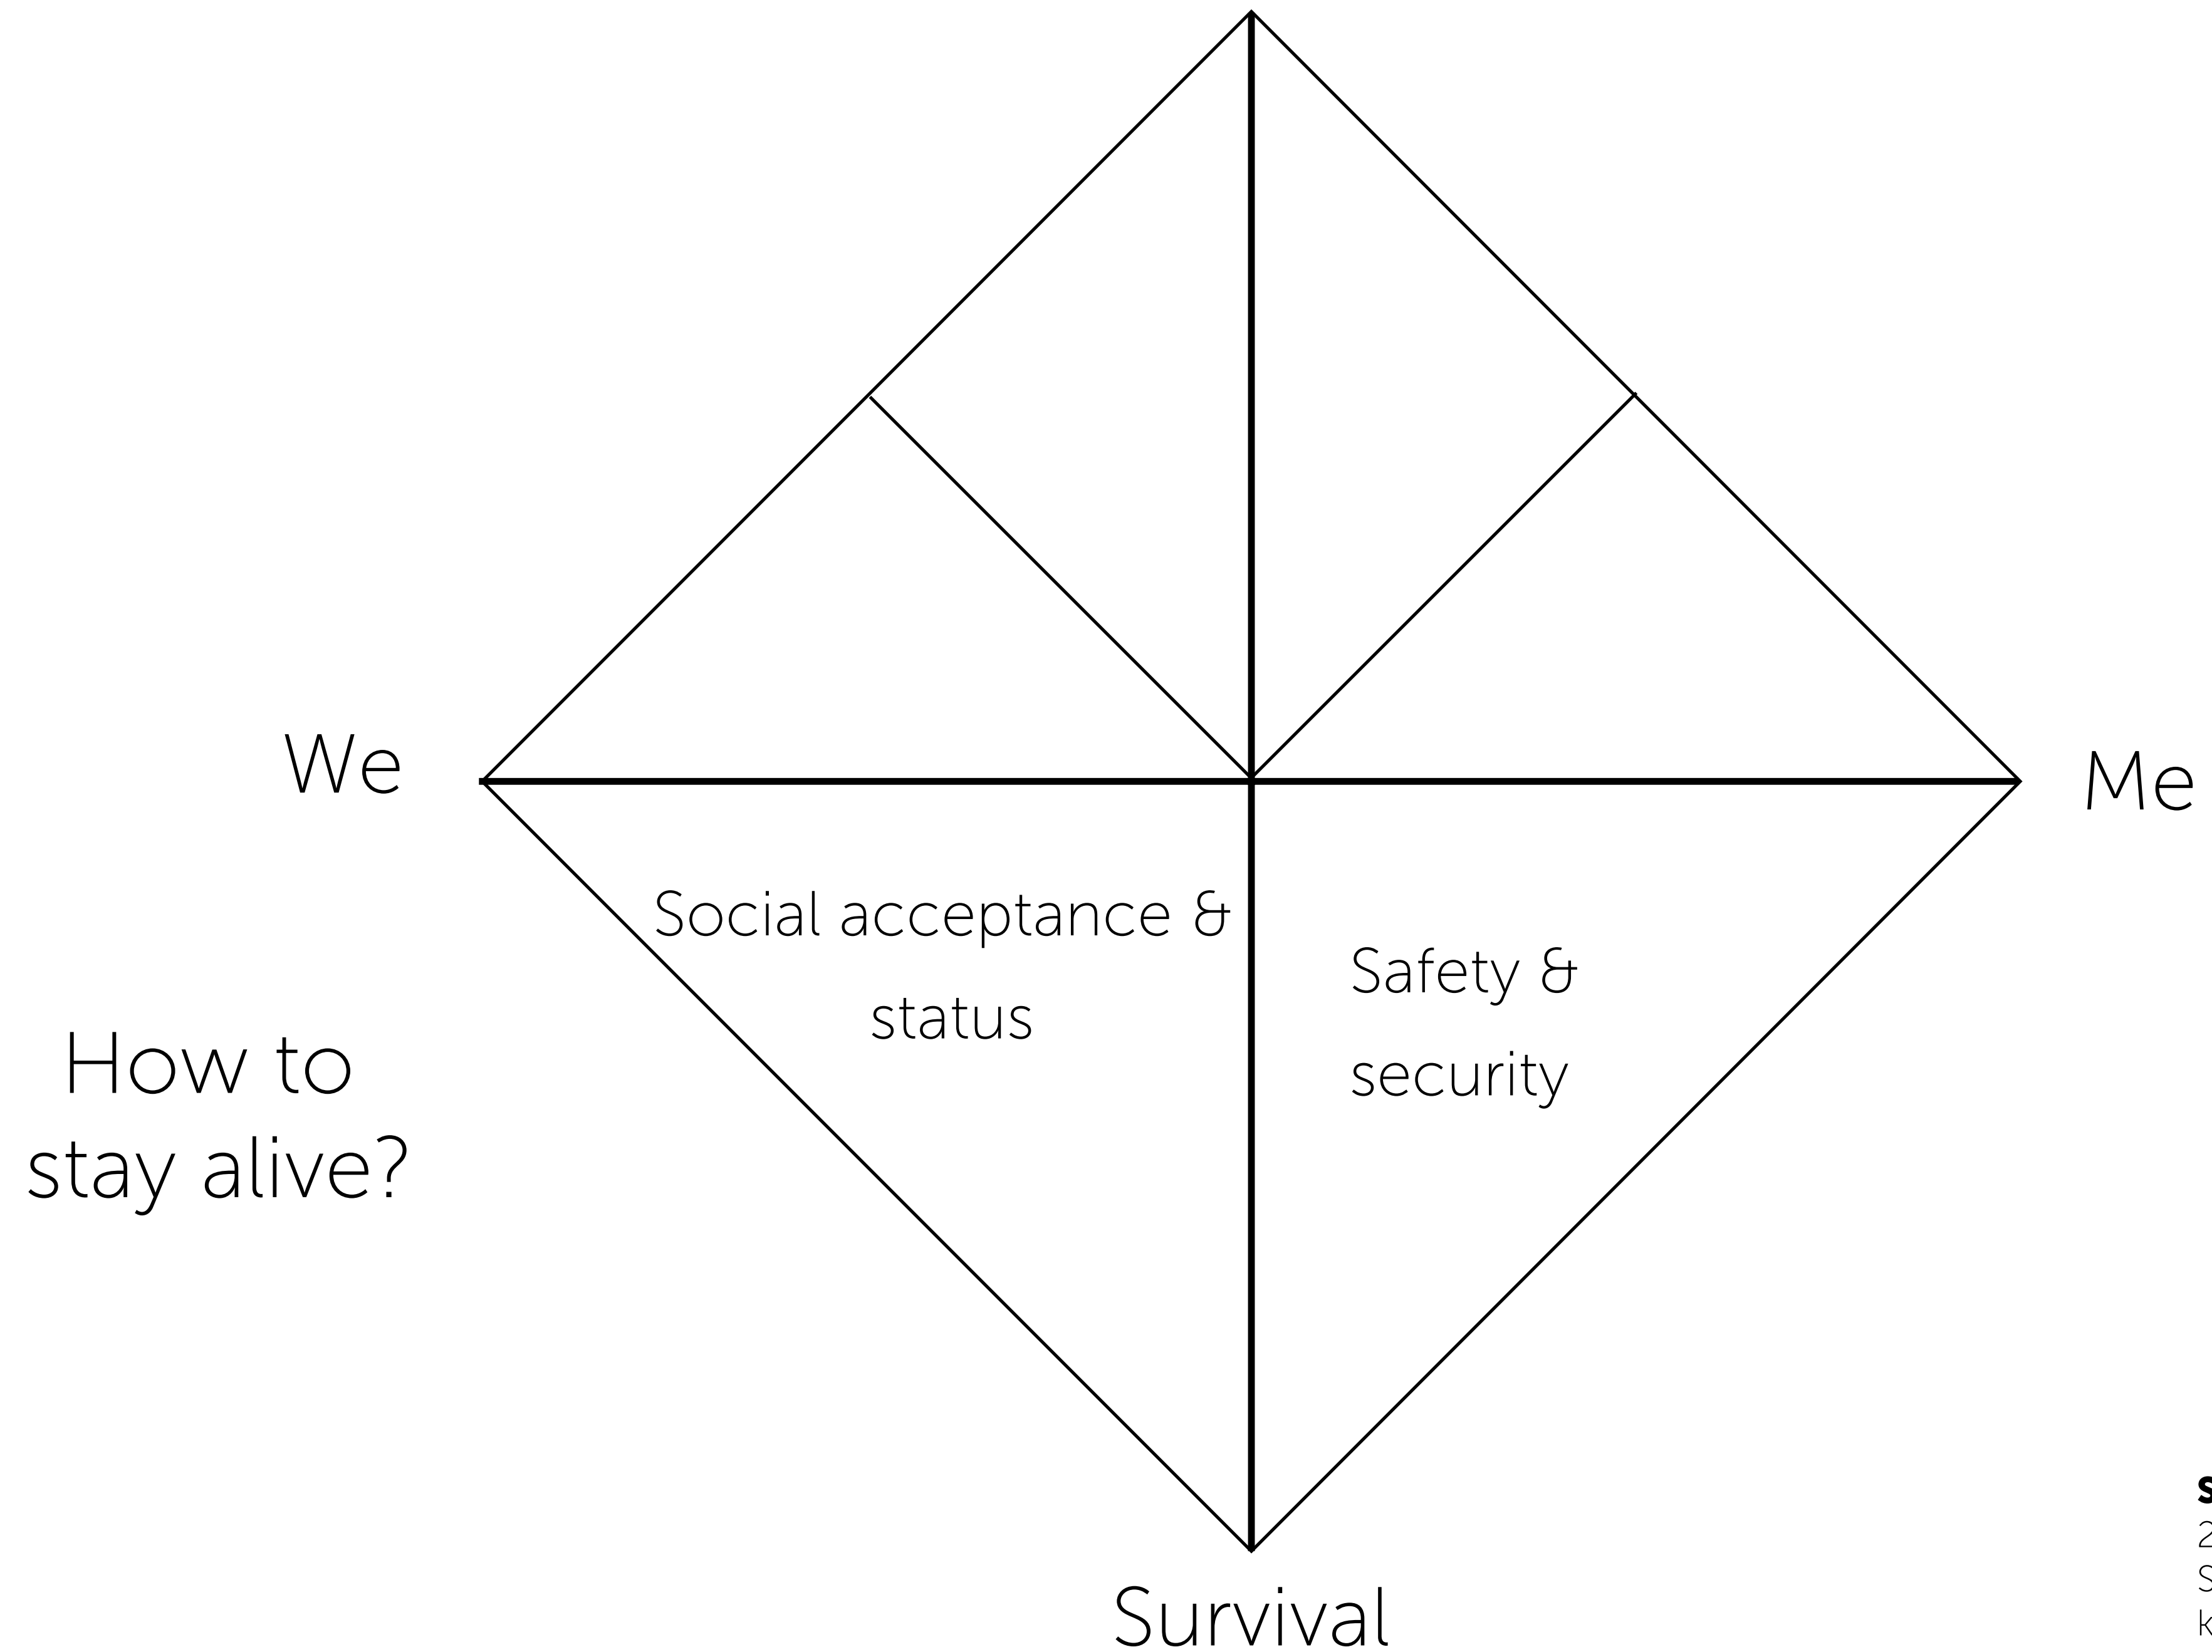 We
Me
Social acceptance &
status
Safety &
security
How to
stay alive?
Survival